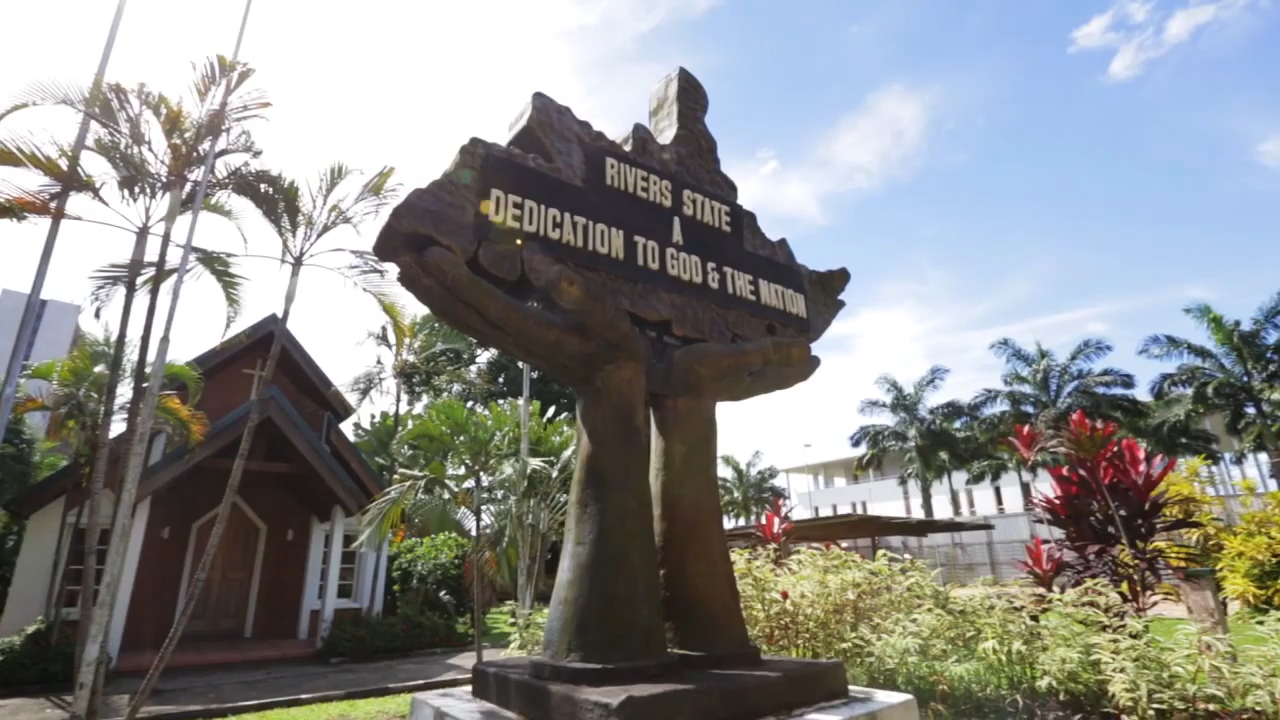 RIVERS STATE
A
DEDICATION TO GOD & THE NATION